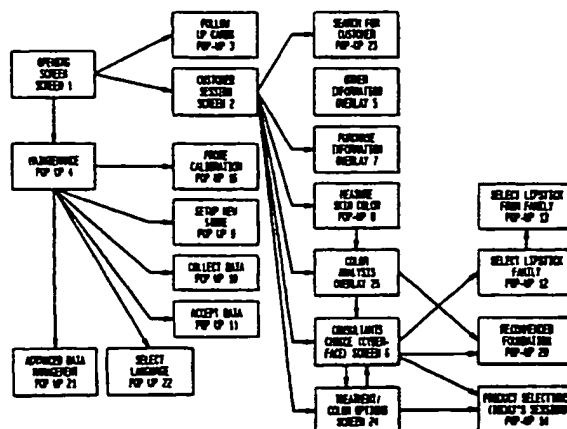 FOLLOW
UP CARDS
POP-UP 3
SEARCH FOR
CUSTOMER
POP-UP 23
OPENING
SCREEN
SCREEN 1
CUSTOMER
SESSION
SCREEN 2
INFORMATION
OVERLAY 5
MAINTENANCE
POP UP 4
PROBE
CALIBRATION
POP UP
PURCHASE
INFORMATION
OVERLAY 7
SETUP NEW
POP UP
MEASURE
SKIN COLOR
POP-UP 8
SELECT LIPSTICK
FROM FAMILY
POP-UP 13
COLLECT DATA
POP UP 10
COLOR
ANALYSIS
OVERLAY 25
SELECT LIPSTICK
FAMILY
POP-UP 12
ACCEPT DATA
POP UP 11
CONSULTANTS
CHOICE (CYBER-
FACE) SCREEN 6
RECOMMENDED
FOUNDATION
POP-UP 20
ADVANCED DATA
MANAGEMENT
POP UP 21
SELECT
LANGUAGE
POP UP 22
TREATMENT/
COLOR OPTIONS
SCREEN 24
PRODUCT SELECTIONS
(TODAY'S SESSION)
POP-UP 14